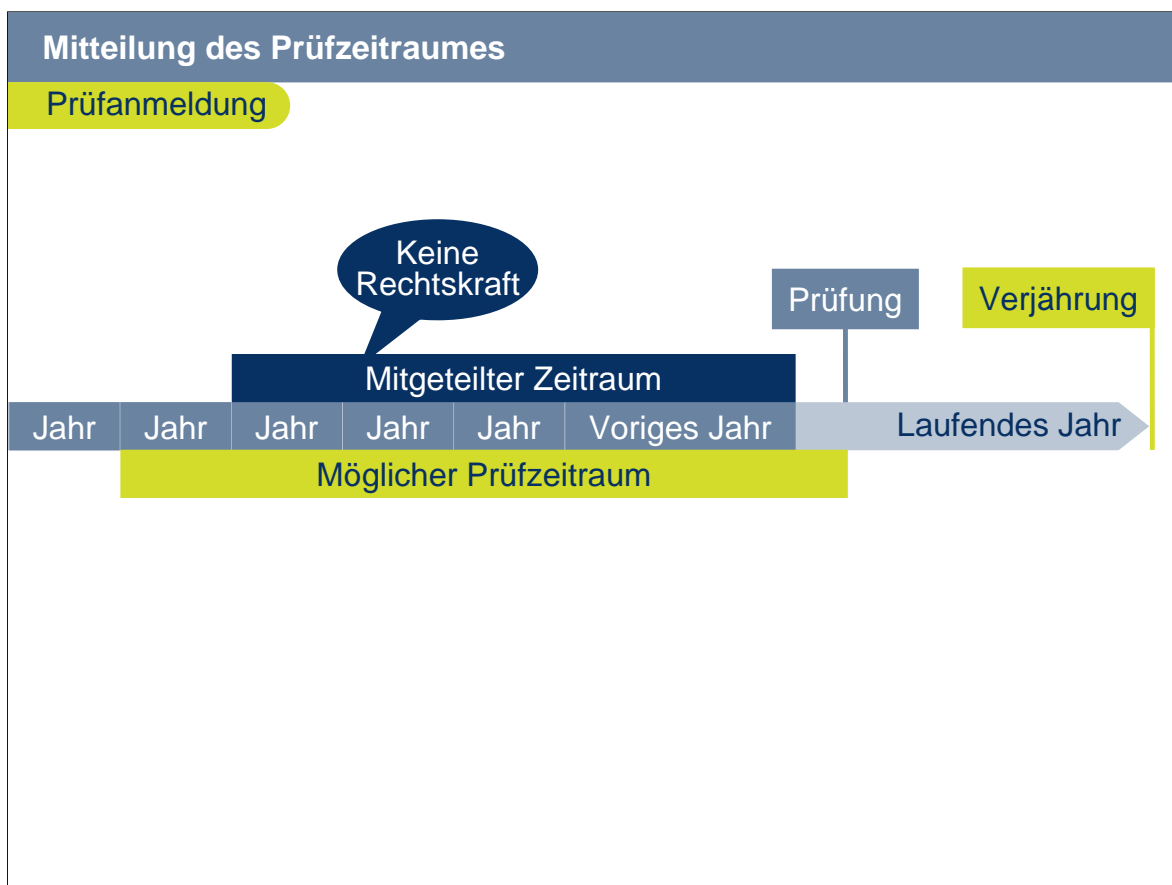 Mitteilung des Prüfzeitraumes
Prüfanmeldung
Keine
Rechtskraft
Prüfung
Verjährung
Mitgeteilter Zeitraum
Jahr Jahr Jahr Jahr Jahr Voriges Jahr Laufendes Jahr
Möglicher Prüfzeitraum